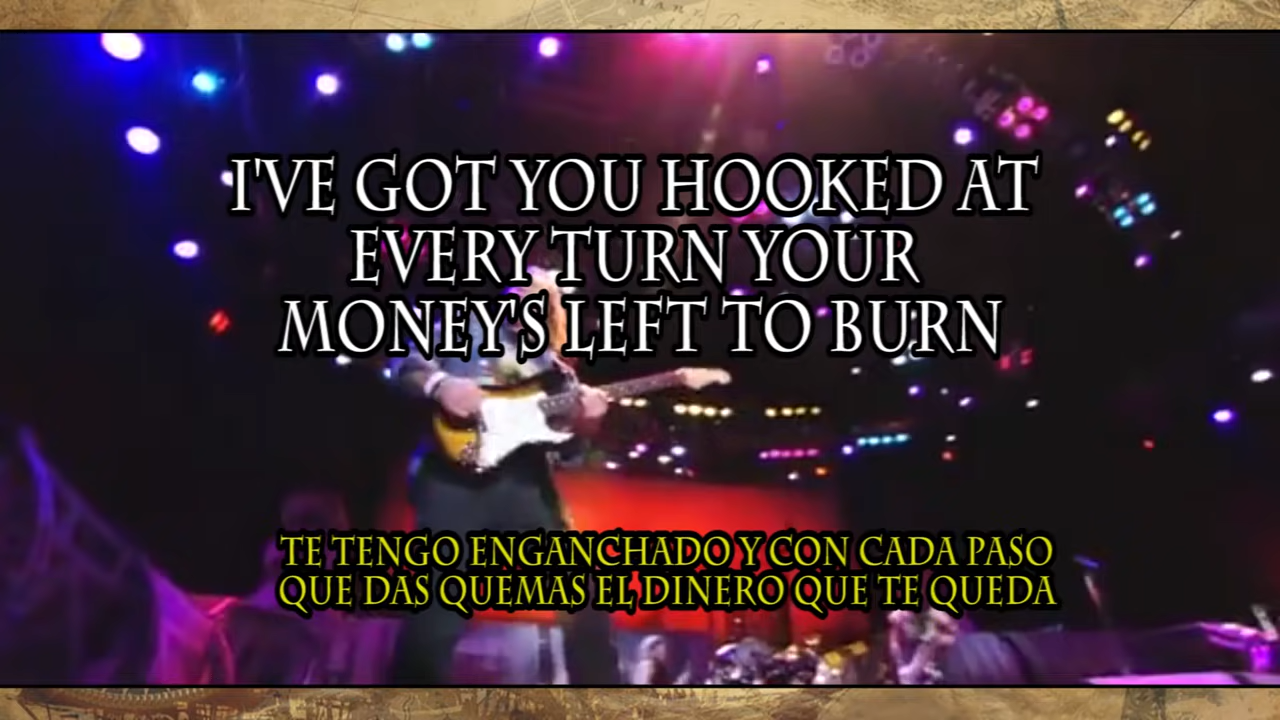 I'VE GOT YOU HOOKED AT
EVERY TURN YOUR
MONEY'S LEFT TO BURN
TE TENGO ENGANCHADO Y CON CADA PASO
QUE DAS QUEMAS EL DINERO QUE TE QUEDA